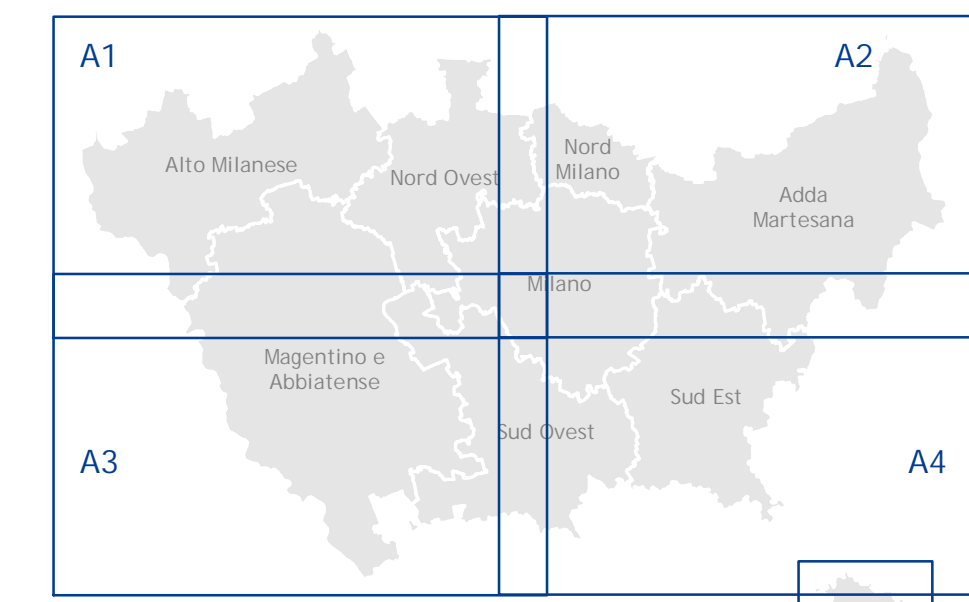 A1
A2
Alto Milanese
Nord Ovest
Nord
Milano
Adda
Martesana
Milano
Magentino e
Abbiatense
Sud Est
Sud Ovest
A3
A4